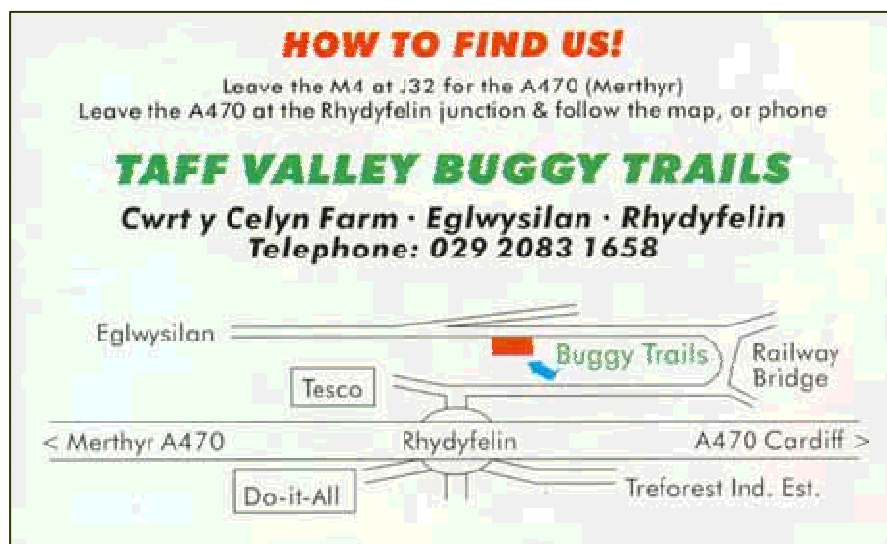 HOW TO FIND US!
Leave the M4 at J32 for the A470 (Merthyr)
Leave the A470 at the Rhydyfelin junction & follow the map, or phone
TAFF VALLEY BUGGY TRAILS
Cwrt y Celyn Farm · Eglwysilan · Rhydyfelin
Telephone: 029 2083 1658
Eglwysilan
Buggy Trails
Railway
Bridge
Tesco
< Merthyr A470
Rhydyfelin
A470 Cardiff >
Do-it-All
Treforest Ind. Est.